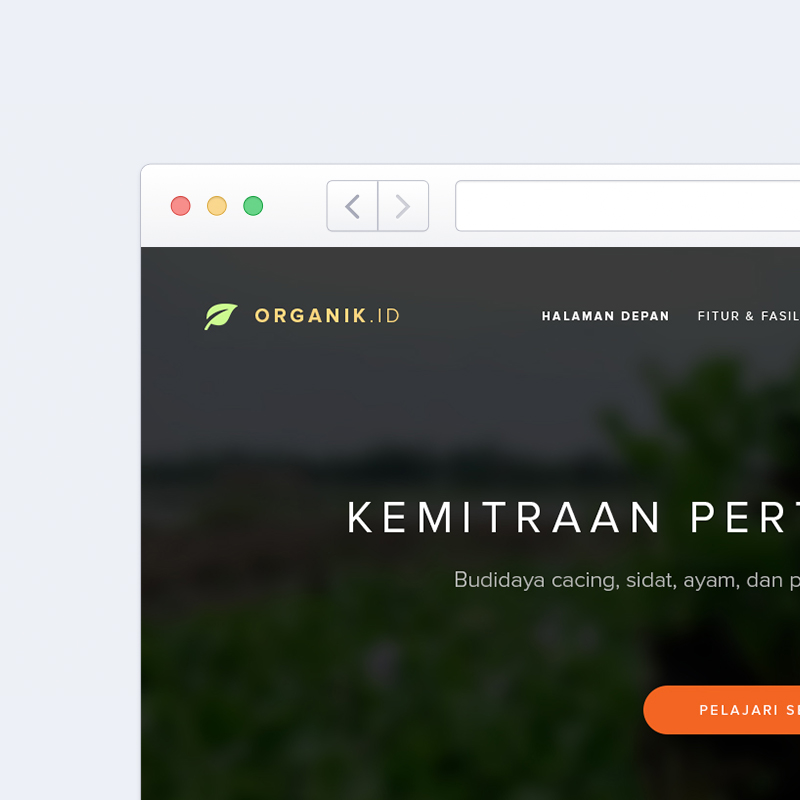 ORGANIK.ID
HALAMAN DEPAN FITUR & FASIL
KEMITRAAN PERT
Budidaya cacing, sidat, ayam, dan p
PELAJARI SE